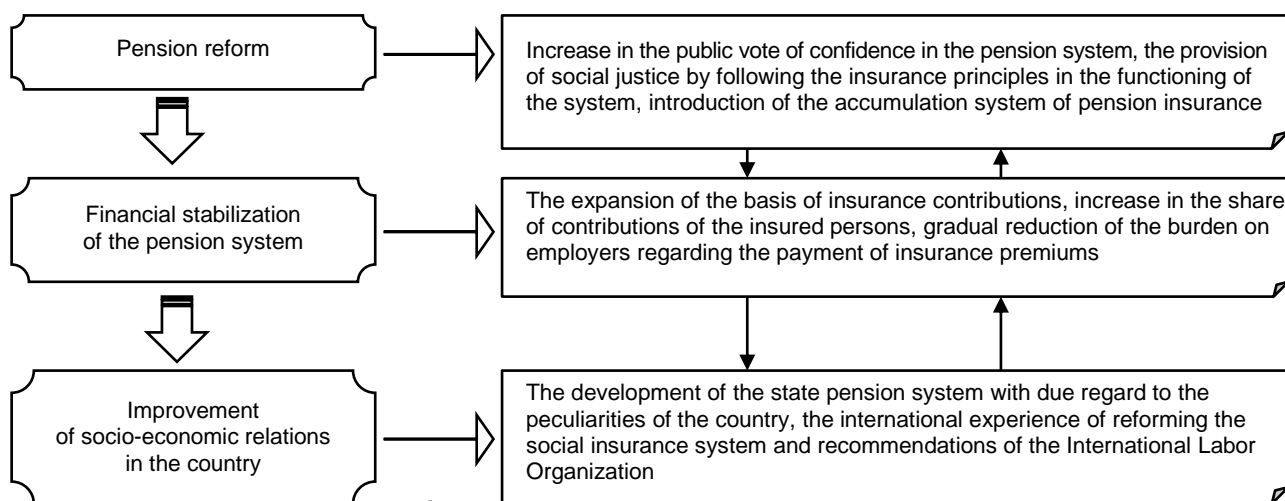 Pension reform
Increase in the public vote of confidence in the pension system, the provision
of social justice by following the insurance principles in the functioning of
the system, introduction of the accumulation system of pension insurance
Financial stabilization
of the pension system
The expansion of the basis of insurance contributions, increase in the share
of contributions of the insured persons, gradual reduction of the burden on
employers regarding the payment of insurance premiums
Improvement
of socio-economic relations
in the country
The development of the state pension system with due regard to the
peculiarities of the country, the international experience of reforming the
social insurance system and recommendations of the International Labor
Organization